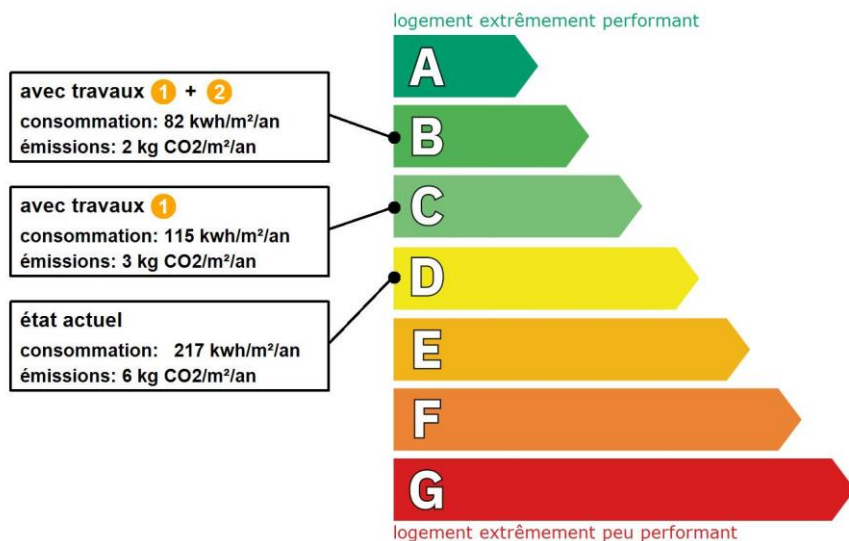 logement extrêmement performant
A
avec travaux 1 + 2
consommation: 82 kwh/m²/an
émissions: 2 kg CO2/m²/an
B
avec travaux 1
consommation: 115 kwh/m²/an
émissions: 3 kg CO2/m²/an
C
D
état actuel
consommation: 217 kwh/m²/an
émissions: 6 kg CO2/m²/an
E
F
G
logement extrêmement peu performant